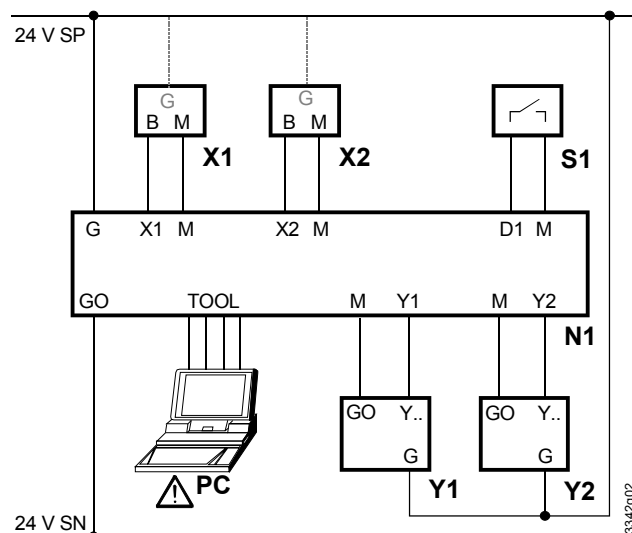 24 V SP
G G
B M B M
X1 X2 S1
G X1 M X2 M D1 M
GO TOOL M Y1 M Y2
N1
GO Y.. GO Y..
G G
PC Y1 Y2
24 V SN
3342g02